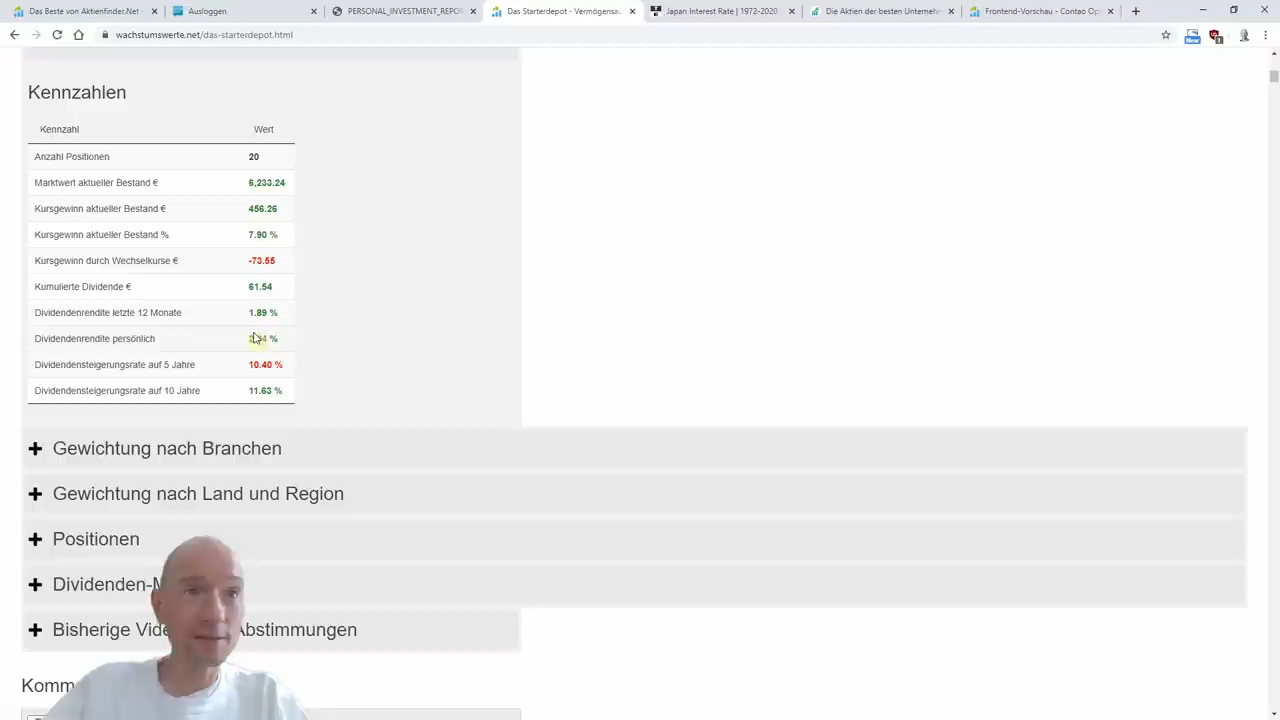 Das Beste von Aktienfinder.Net -
Ausloggen
PERSONAL_INVESTMENT_REPOR
Das Starterdepot - Vermögensau
Japan Interest Rate | 1972-2020
Die Aktien der besten Unternehm
Frontend-Vorschau - Contao Op
wachstumswerte.net/das-starterdepot.html
New
1
Kennzahlen
Kennzahl Wert
Anzahl Positionen 20
Marktwert aktueller Bestand € 6,233.24
Kursgewinn aktueller Bestand € 456.26
Kursgewinn aktueller Bestand % 7.90 %
Kursgewinn durch Wechselkurse € -73.55
Kumulierte Dividende € 61.54
Dividendenrendite letzte 12 Monate 1.89 %
Dividendenrendite persönlich %
Dividendensteigerungsrate auf 5 Jahre 10.40 %
Dividendensteigerungsrate auf 10 Jahre 11.63 %
Gewichtung nach Branchen
Gewichtung nach Land und Region
Positionen
Dividenden-
Bisherige Abstimmungen